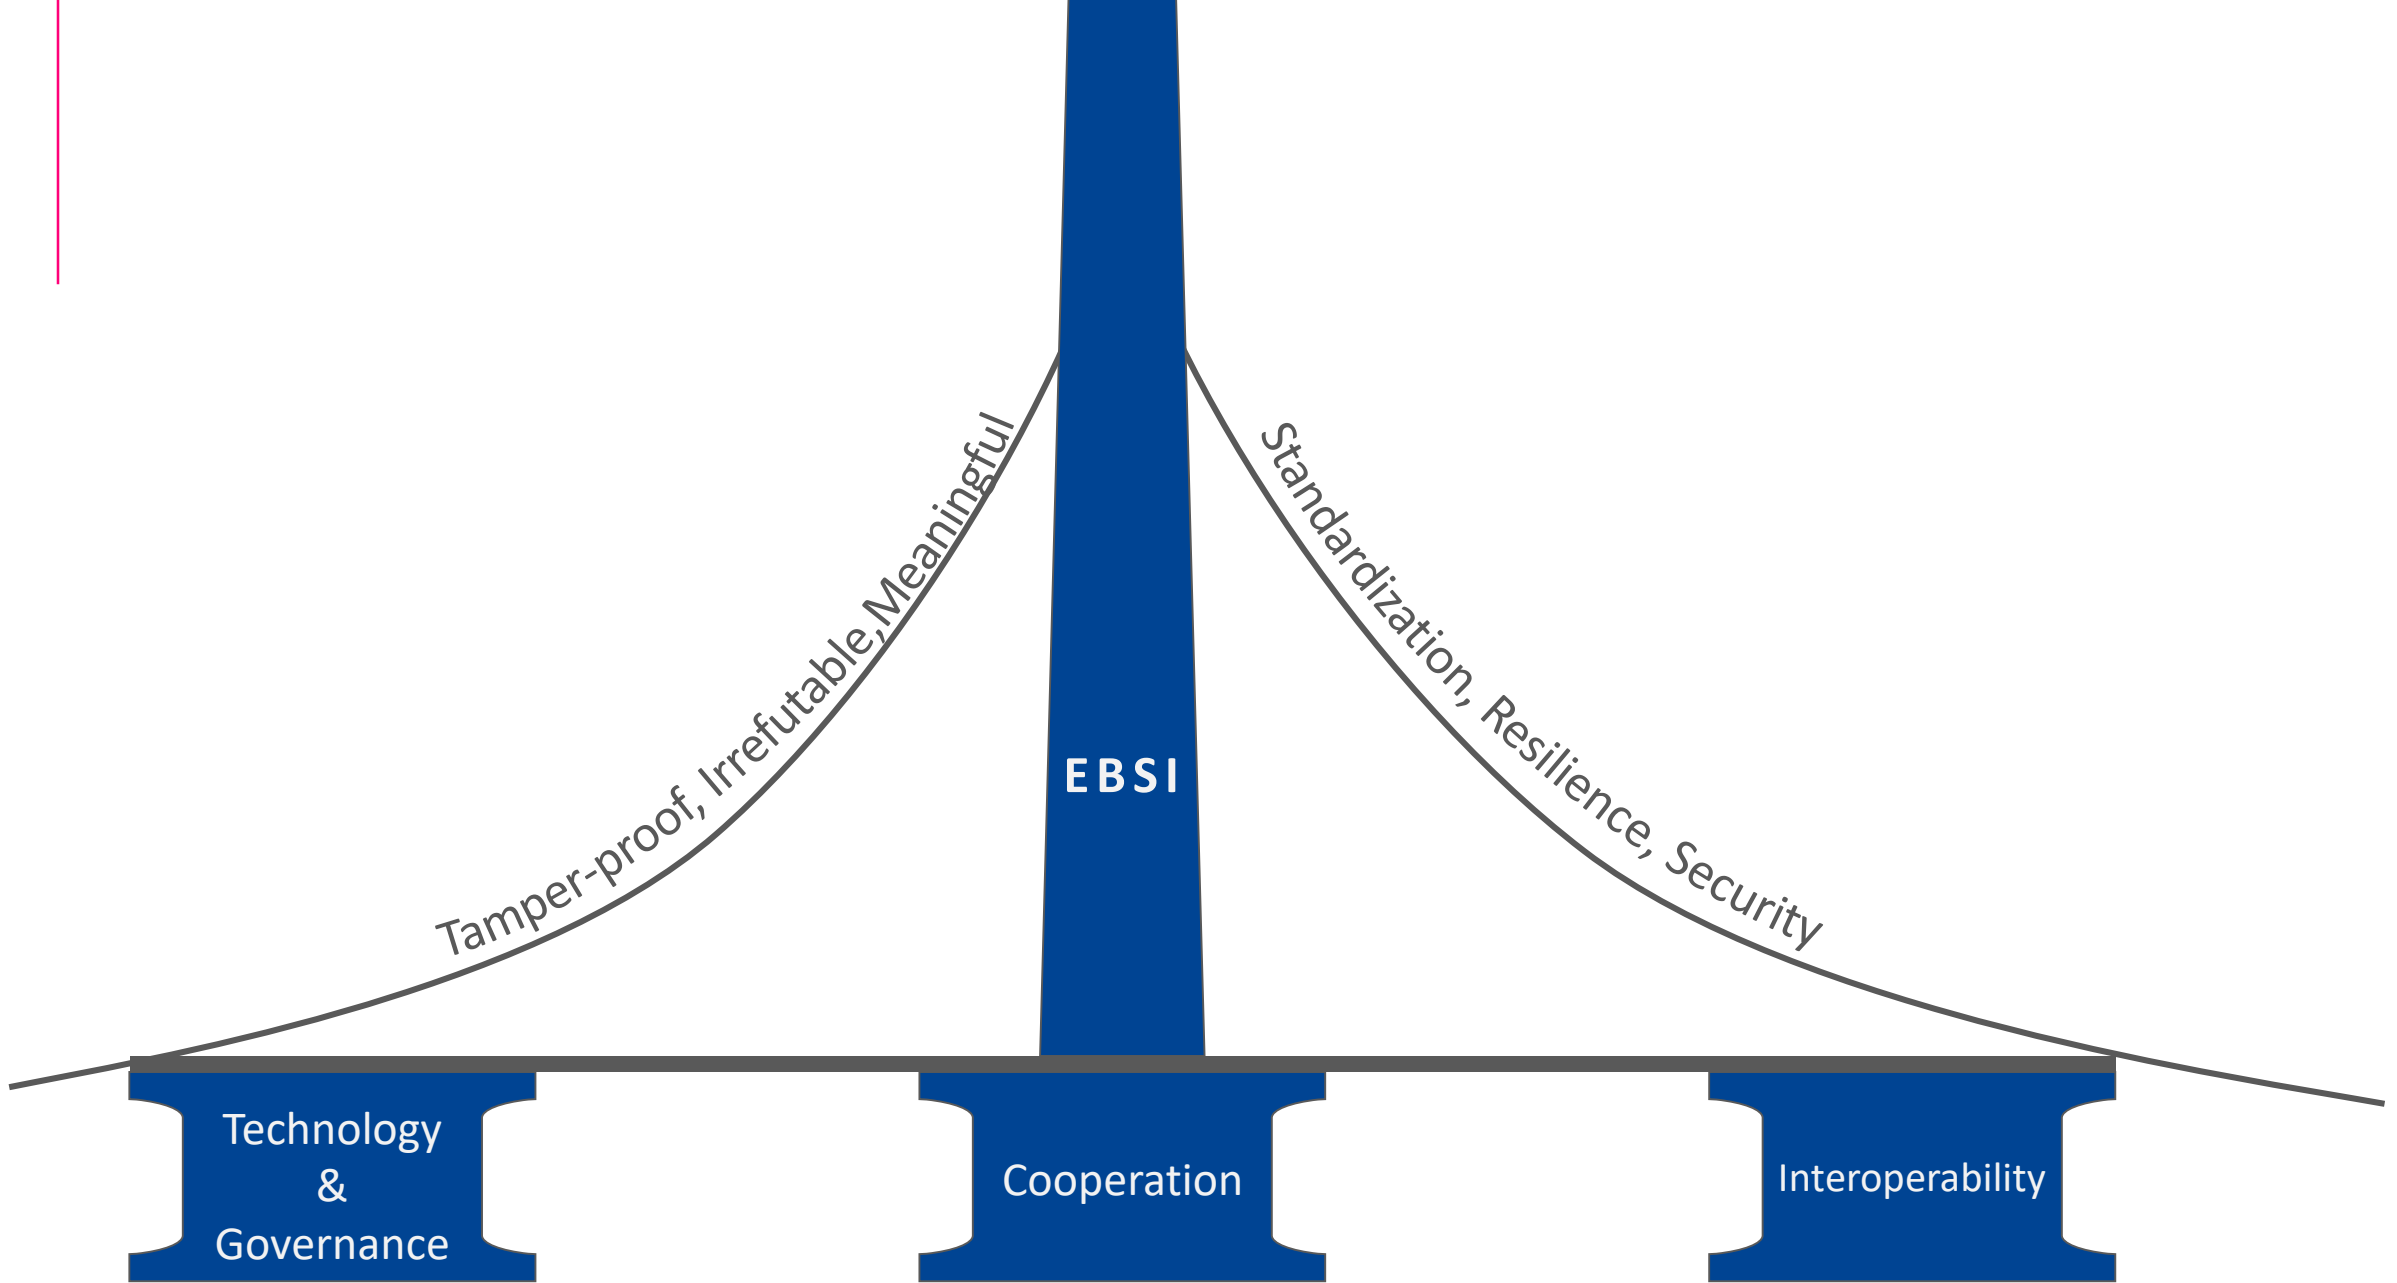 Tamper-proof, Irrefutable,Meaningful
Standardization, Resilience, Security
EBSI
Technology
&
Governance
Cooperation
Interoperability